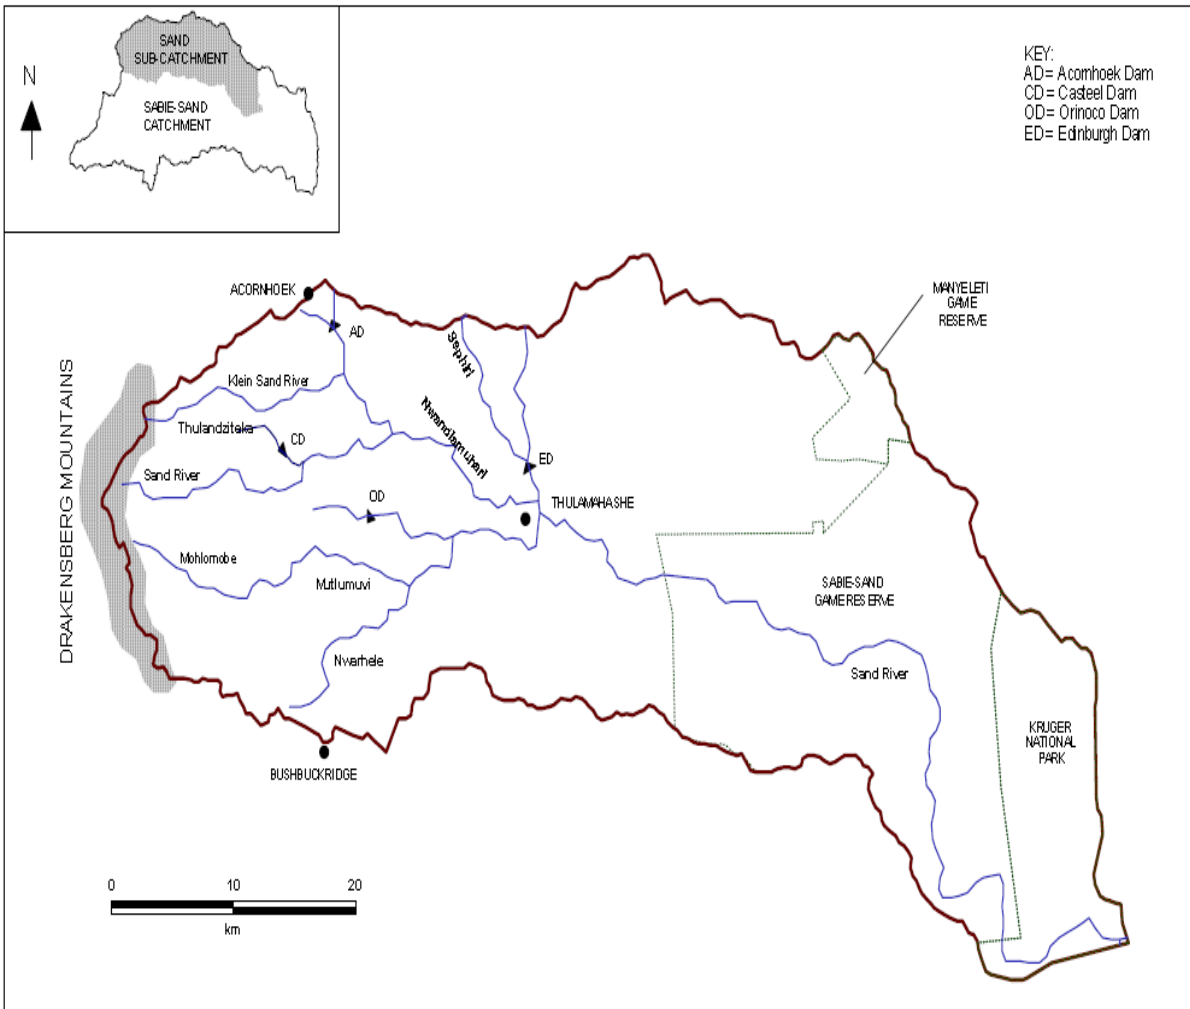 SAND
SUB-CATCHMENT
N
SABIE-SAND
CATCHMENT
KEY:
AD= Acornhoek Dam
CD= Casteel Dam
OD= Orinoco Dam
ED= Edinburgh Dam
ACORNHOEK
MANYELETI
GAME
RESERVE
AD
Sephiri
DRAKENSBERG MOUNTAINS
Klein Sand River
Nwandlamuhari
Thulandziteka
CD
ED
Sand River
OD
THULAMAHASHE
Mohlomobe
Mutlumuvi
SABIE-SAND
GAME RESERVE
Nwarhele
Sand River
KRUGER
NATIONAL
PARK
BUSHBUCKRIDGE
0 10 20
km